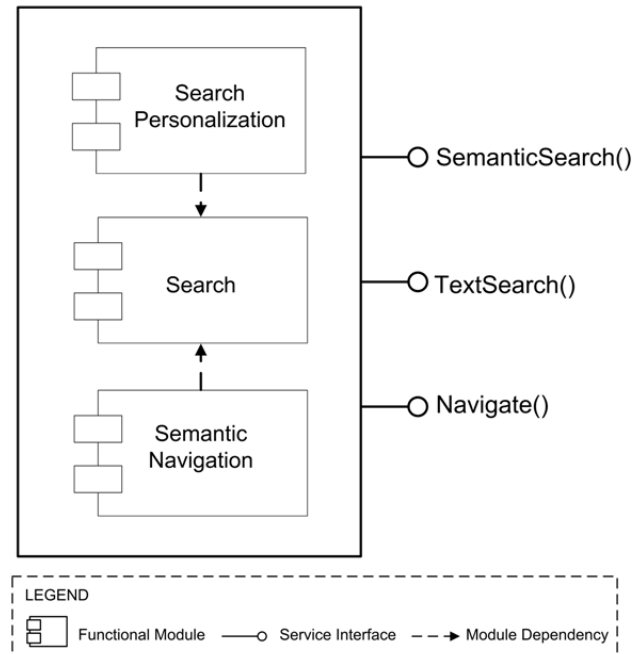 Search
Personalization
SemanticSearch()
Search
TextSearch()
Semantic
Navigation
Navigate()
LEGEND
Functional Module
Service Interface
Module Dependency